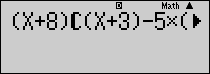 D Math ▲
(X+8)[(X+3)-5×(▶